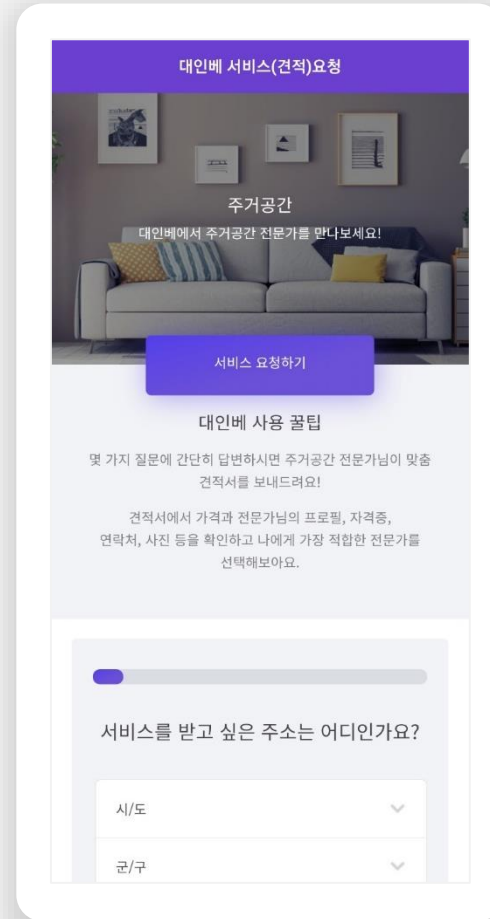 대인베 서비스(견적)요청
주거공간
대인베에서 주거공간 전문가를 만나보세요!
서비스 요청하기
대인베 사용 꿀팁
몇 가지 질문에 간단히 답변하시면 주거공간 전문가님이 맞춤
견적서를 보내드려요!
견적서에서 가격과 전문가님의 프로필, 자격증,
연락처, 사진 등을 확인하고 나에게 가장 적합한 전문가를
선택해보아요.
서비스를 받고 싶은 주소는 어디인가요?
시/도
군/구